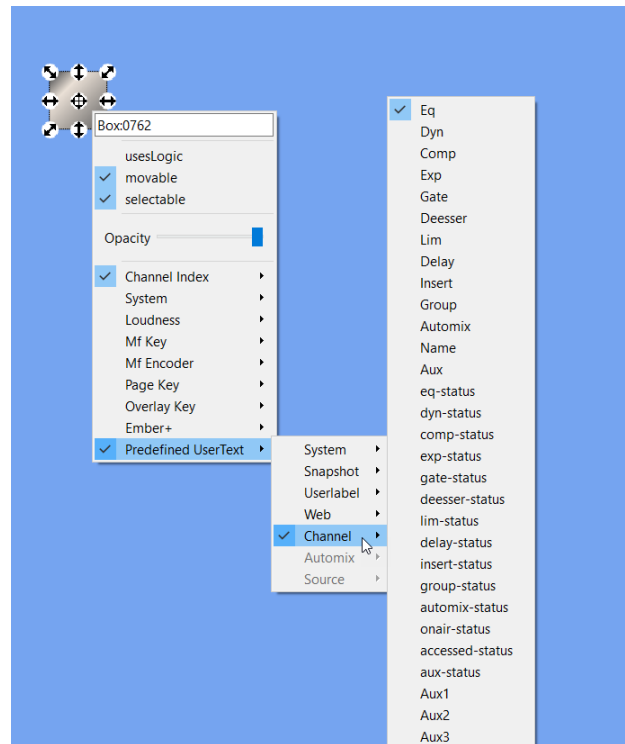 Box:0762
usesLogic
movable
selectable
Opacity
Channel Index
System
Loudness
Mf Key
Mf Encoder
Page Key
Overlay Key
Ember+
Predefined UserText
System
Snapshot
Userlabel
Web
Channel
Automix
Source
Eq
Dyn
Comp
Exp
Gate
Deesser
Lim
Delay
Insert
Group
Automix
Name
Aux
eq-status
dyn-status
comp-status
exp-status
gate-status
deesser-status
lim-status
delay-status
insert-status
group-status
automix-status
onair-status
accessed-status
aux-status
Aux1
Aux2
Aux3